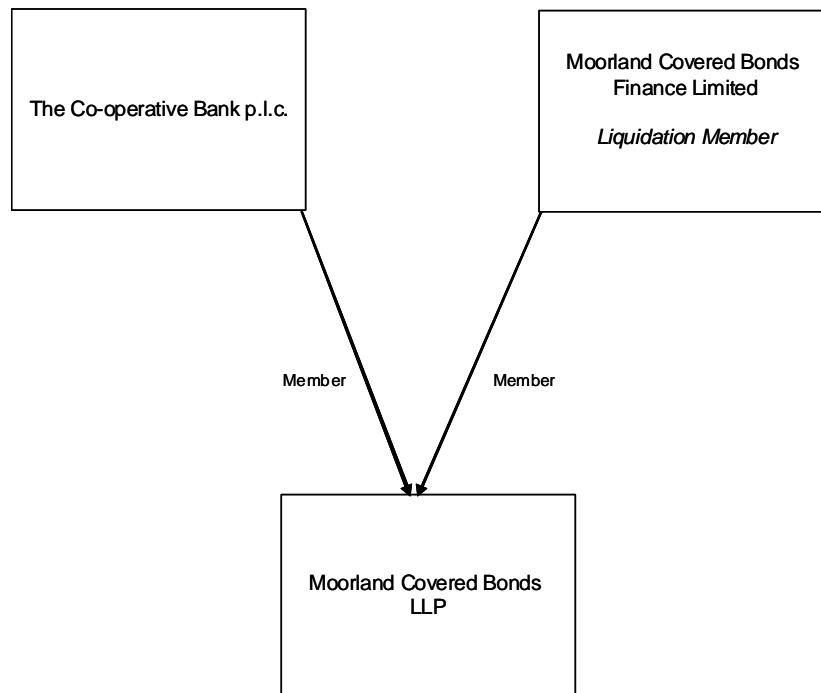 The Co-operative Bank p.l.c.
Moorland Covered Bonds
Finance Limited
Liquidation Member
Member
Member
Moorland Covered Bonds
LLP